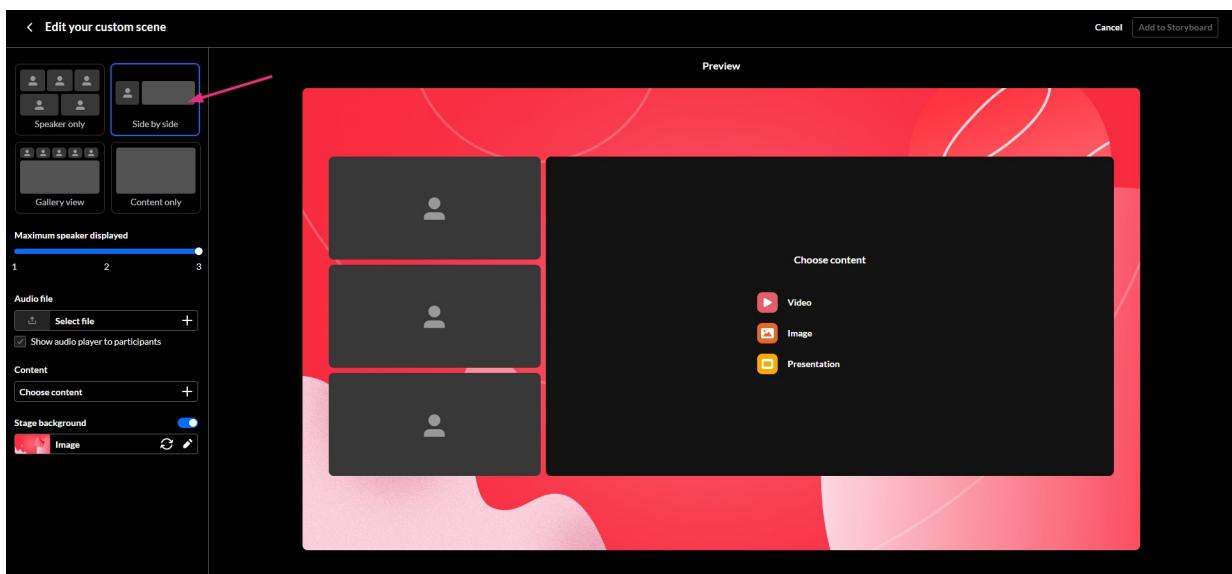 Edit your custom scene
Cancel
Add to Storyboard
Speaker only
Side by side
Gallery view
Content only
Maximum speaker displayed
1 2 3
Audio file
Select file
Show audio player to participants
Content
Choose content
Stage background
Image
Preview
Choose content
Video
Image
Presentation